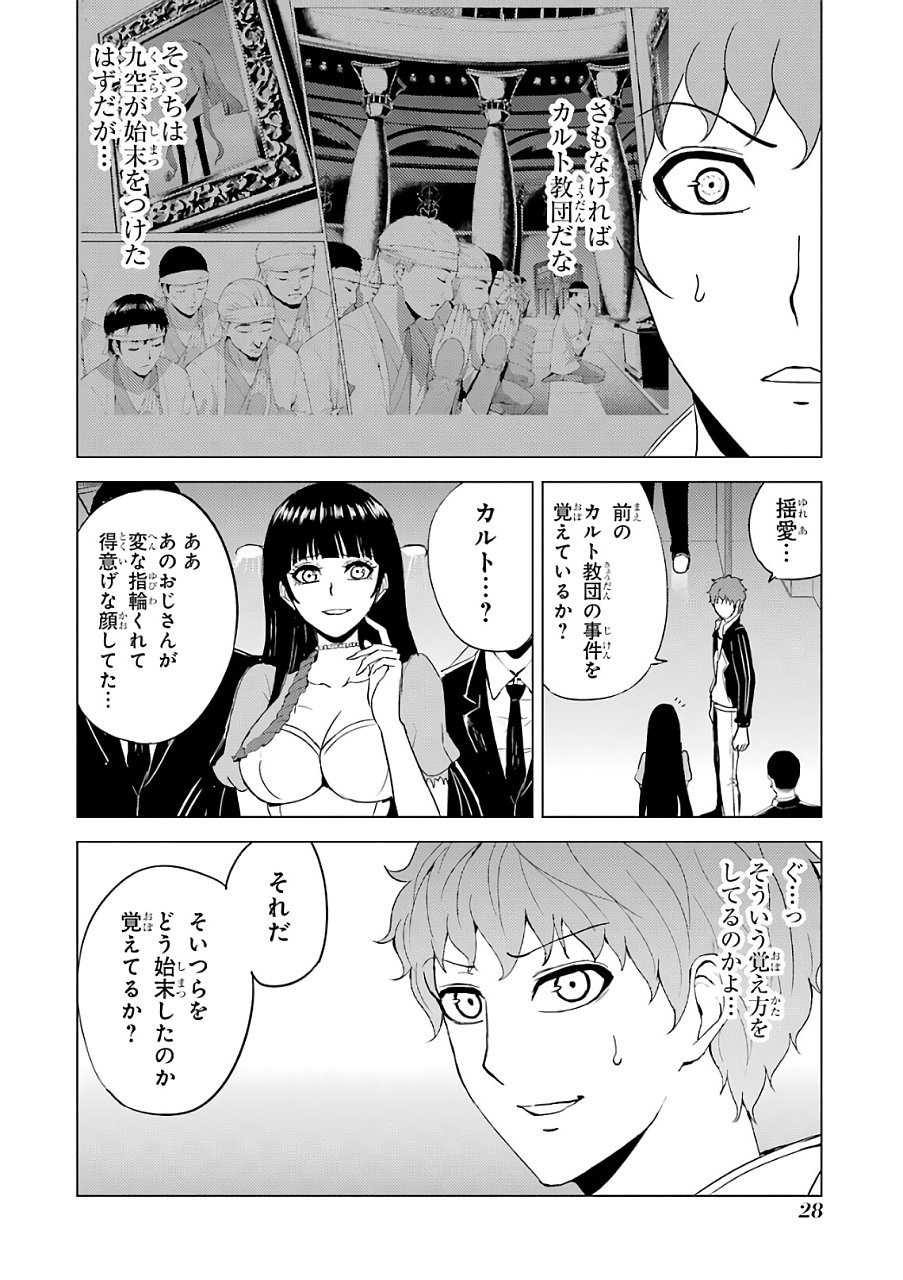 さもなければ
カルト教団だな
そっちは
九空が始末をつけた
はずだが…
揺愛…
前の
カルト教団の事件を
覚えているか？
カルト…？
ああ
あのおじさんが
変な指輪くれて
得意げな顔してた…
ぐ…っ
そういう覚え方を
してるのかよ…
それだ
そいつらを
どう始末したのか
覚えてるか？
28